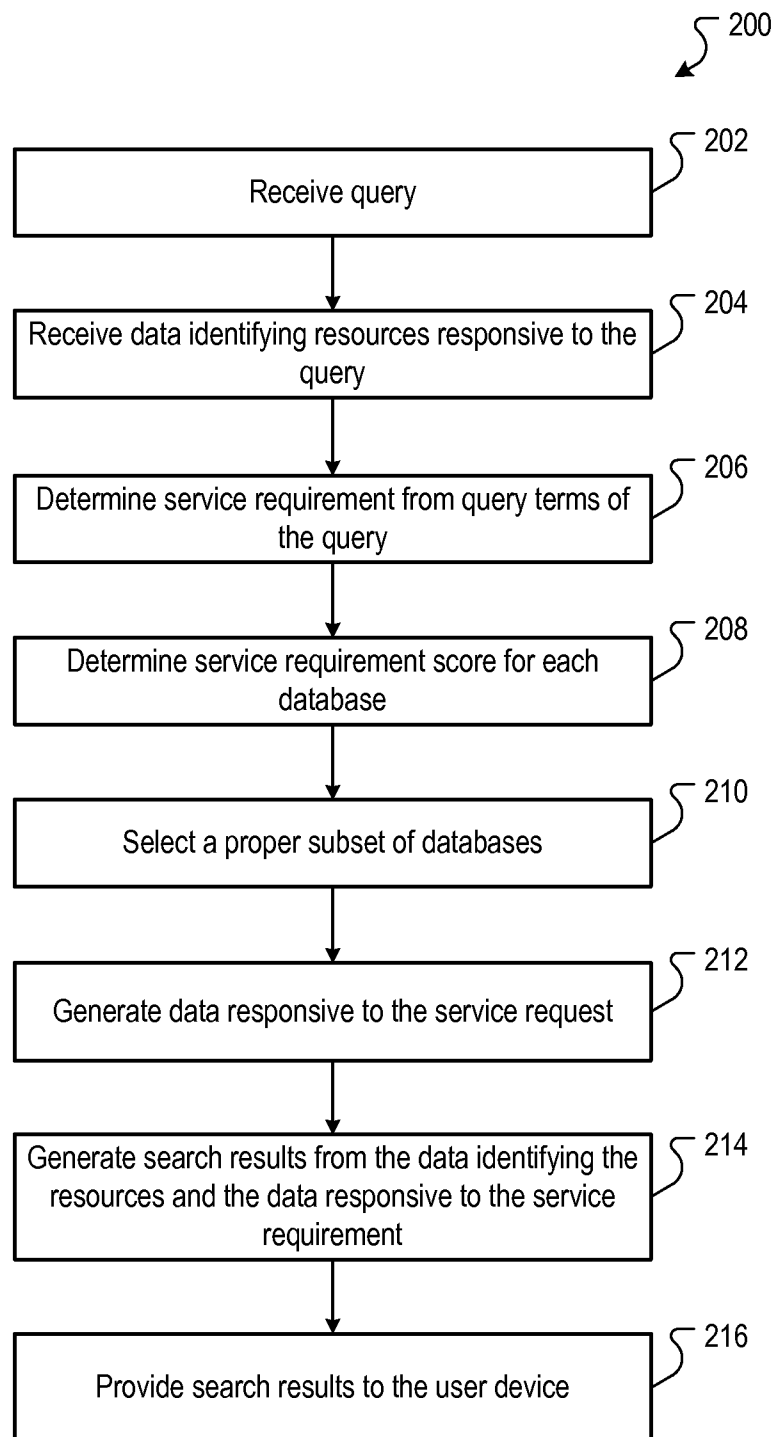 200
202
Receive query
204
Receive data identifying resources responsive to the
query
206
Determine service requirement from query terms of
the query
208
Determine service requirement score for each
database
210
Select a proper subset of databases
212
Generate data responsive to the service request
214
Generate search results from the data identifying the
resources and the data responsive to the service
requirement
216
Provide search results to the user device